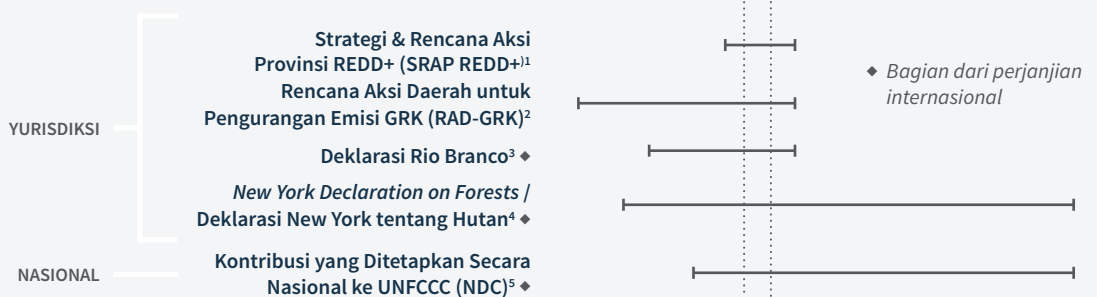 Strategi & Rencana Aksi
Provinsi REDD+ (SRAP REDD+)1
Rencana Aksi Daerah untuk
Pengurangan Emisi GRK (RAD-GRK)2
YURISDIKSI
Deklarasi Rio Branco3 ◆
New York Declaration on Forests /
Deklarasi New York tentang Hutan4 ◆
NASIONAL
Kontribusi yang Ditetapkan Secara
Nasional ke UNFCCC (NDC)5 ◆
◆ Bagian dari perjanjian
internasional